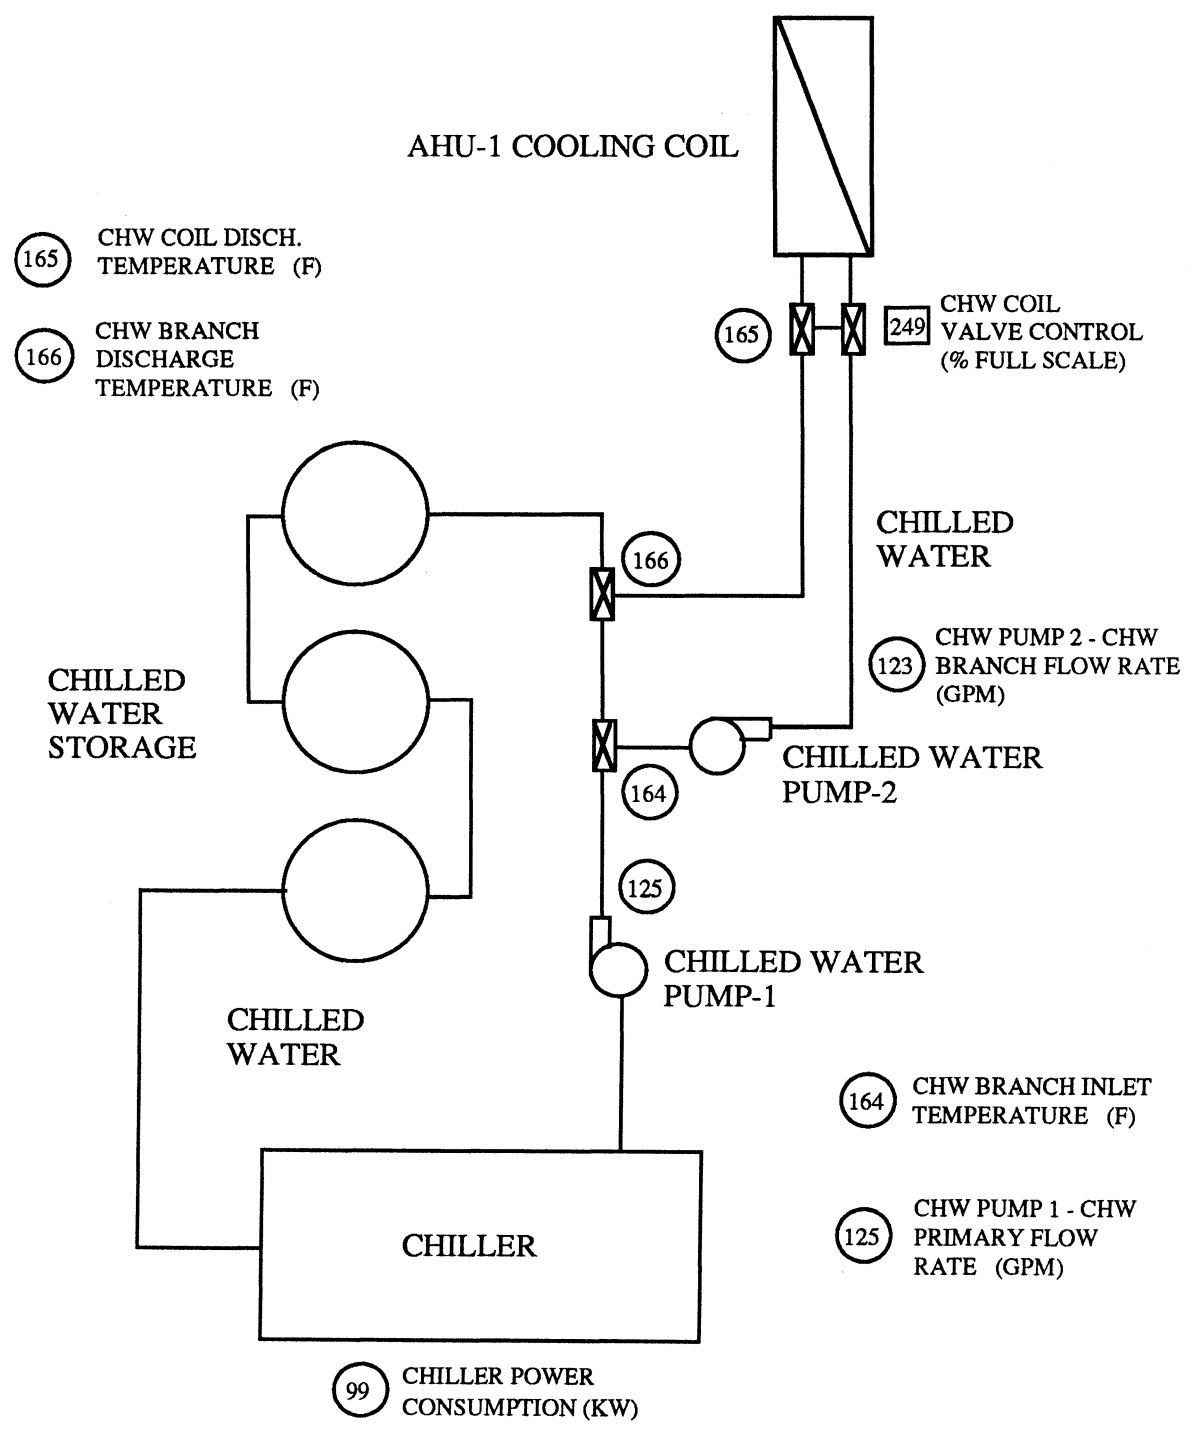 AHU-1 COOLING COIL
165
CHW COIL DISCH.
TEMPERATURE (F)
166
CHW BRANCH
DISCHARGE
TEMPERATURE (F)
165
249
CHW COIL
VALVE CONTROL
(% FULL SCALE)
166
CHILLED
WATER
123
CHW PUMP 2 - CHW
BRANCH FLOW RATE
(GPM)
CHILLED
WATER
STORAGE
CHILLED WATER
PUMP-2
164
125
CHILLED WATER
PUMP-1
CHILLED
WATER
164
CHW BRANCH INLET
TEMPERATURE (F)
125
CHW PUMP 1 - CHW
PRIMARY FLOW
RATE (GPM)
CHILLER
99
CHILLER POWER
CONSUMPTION (KW)